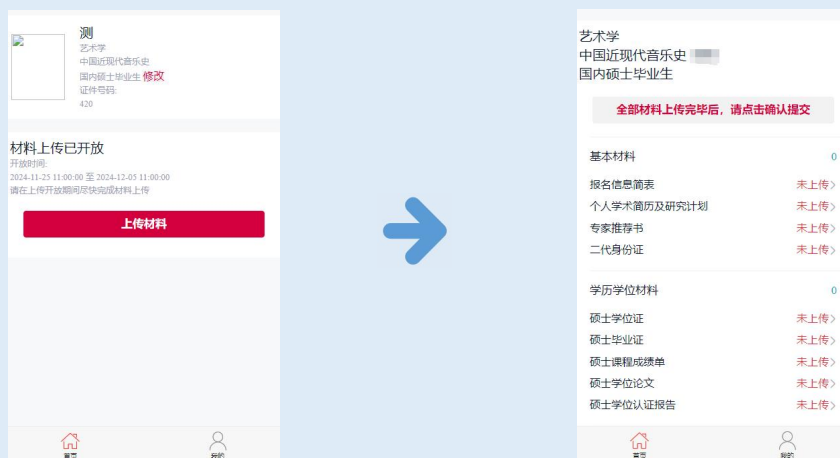 测
艺术学
中国近现代音乐史
国内硕士毕业生 修改
证件号码:
420
材料上传已开放
开放时间:
2024-11-25 11:00:00 至 2024-12-05 11:00:00
请在上传开放期间尽快完成材料上传
上传材料
首页
我的
艺术学
中国近现代音乐史
国内硕士毕业生
全部材料上传完毕后，请点击确认提交
基本材料 0
报名信息简表 未上传>
个人学术简历及研究计划 未上传>
专家推荐书 未上传>
二代身份证 未上传>
学历学位材料 0
硕士学位证 未上传>
硕士毕业证 未上传>
硕士课程成绩单 未上传>
硕士学位论文 未上传>
硕士学位认证报告 未上传>
首页
我的